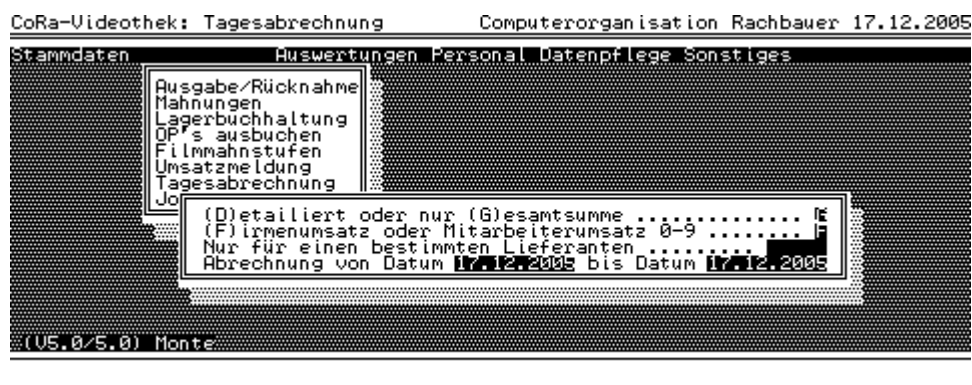 CoRa-Videothek: Tagesabrechnung Computerorganisation Rachbauer 17.12.2005
Stammdaten Auswertungen Personal Datenpflege Sonstiges
Ausgabe/Rücknahme
Mahnungen
Lagerbuchhaltung
OP's ausbuchen
Filmmahnstufen
Umsatzmeldung
Tagesabrechnung
Jo
(D)etailiert oder nur (G)esamtsumme ...............
(F)irmenumsatz oder Mitarbeiterumsatz 0-9 ........ F
Nur für einen bestimmten Lieferanten .........
Abrechnung von Datum 17.12.2005 bis Datum 17.12.2005
(V5.0/5.0) Monte